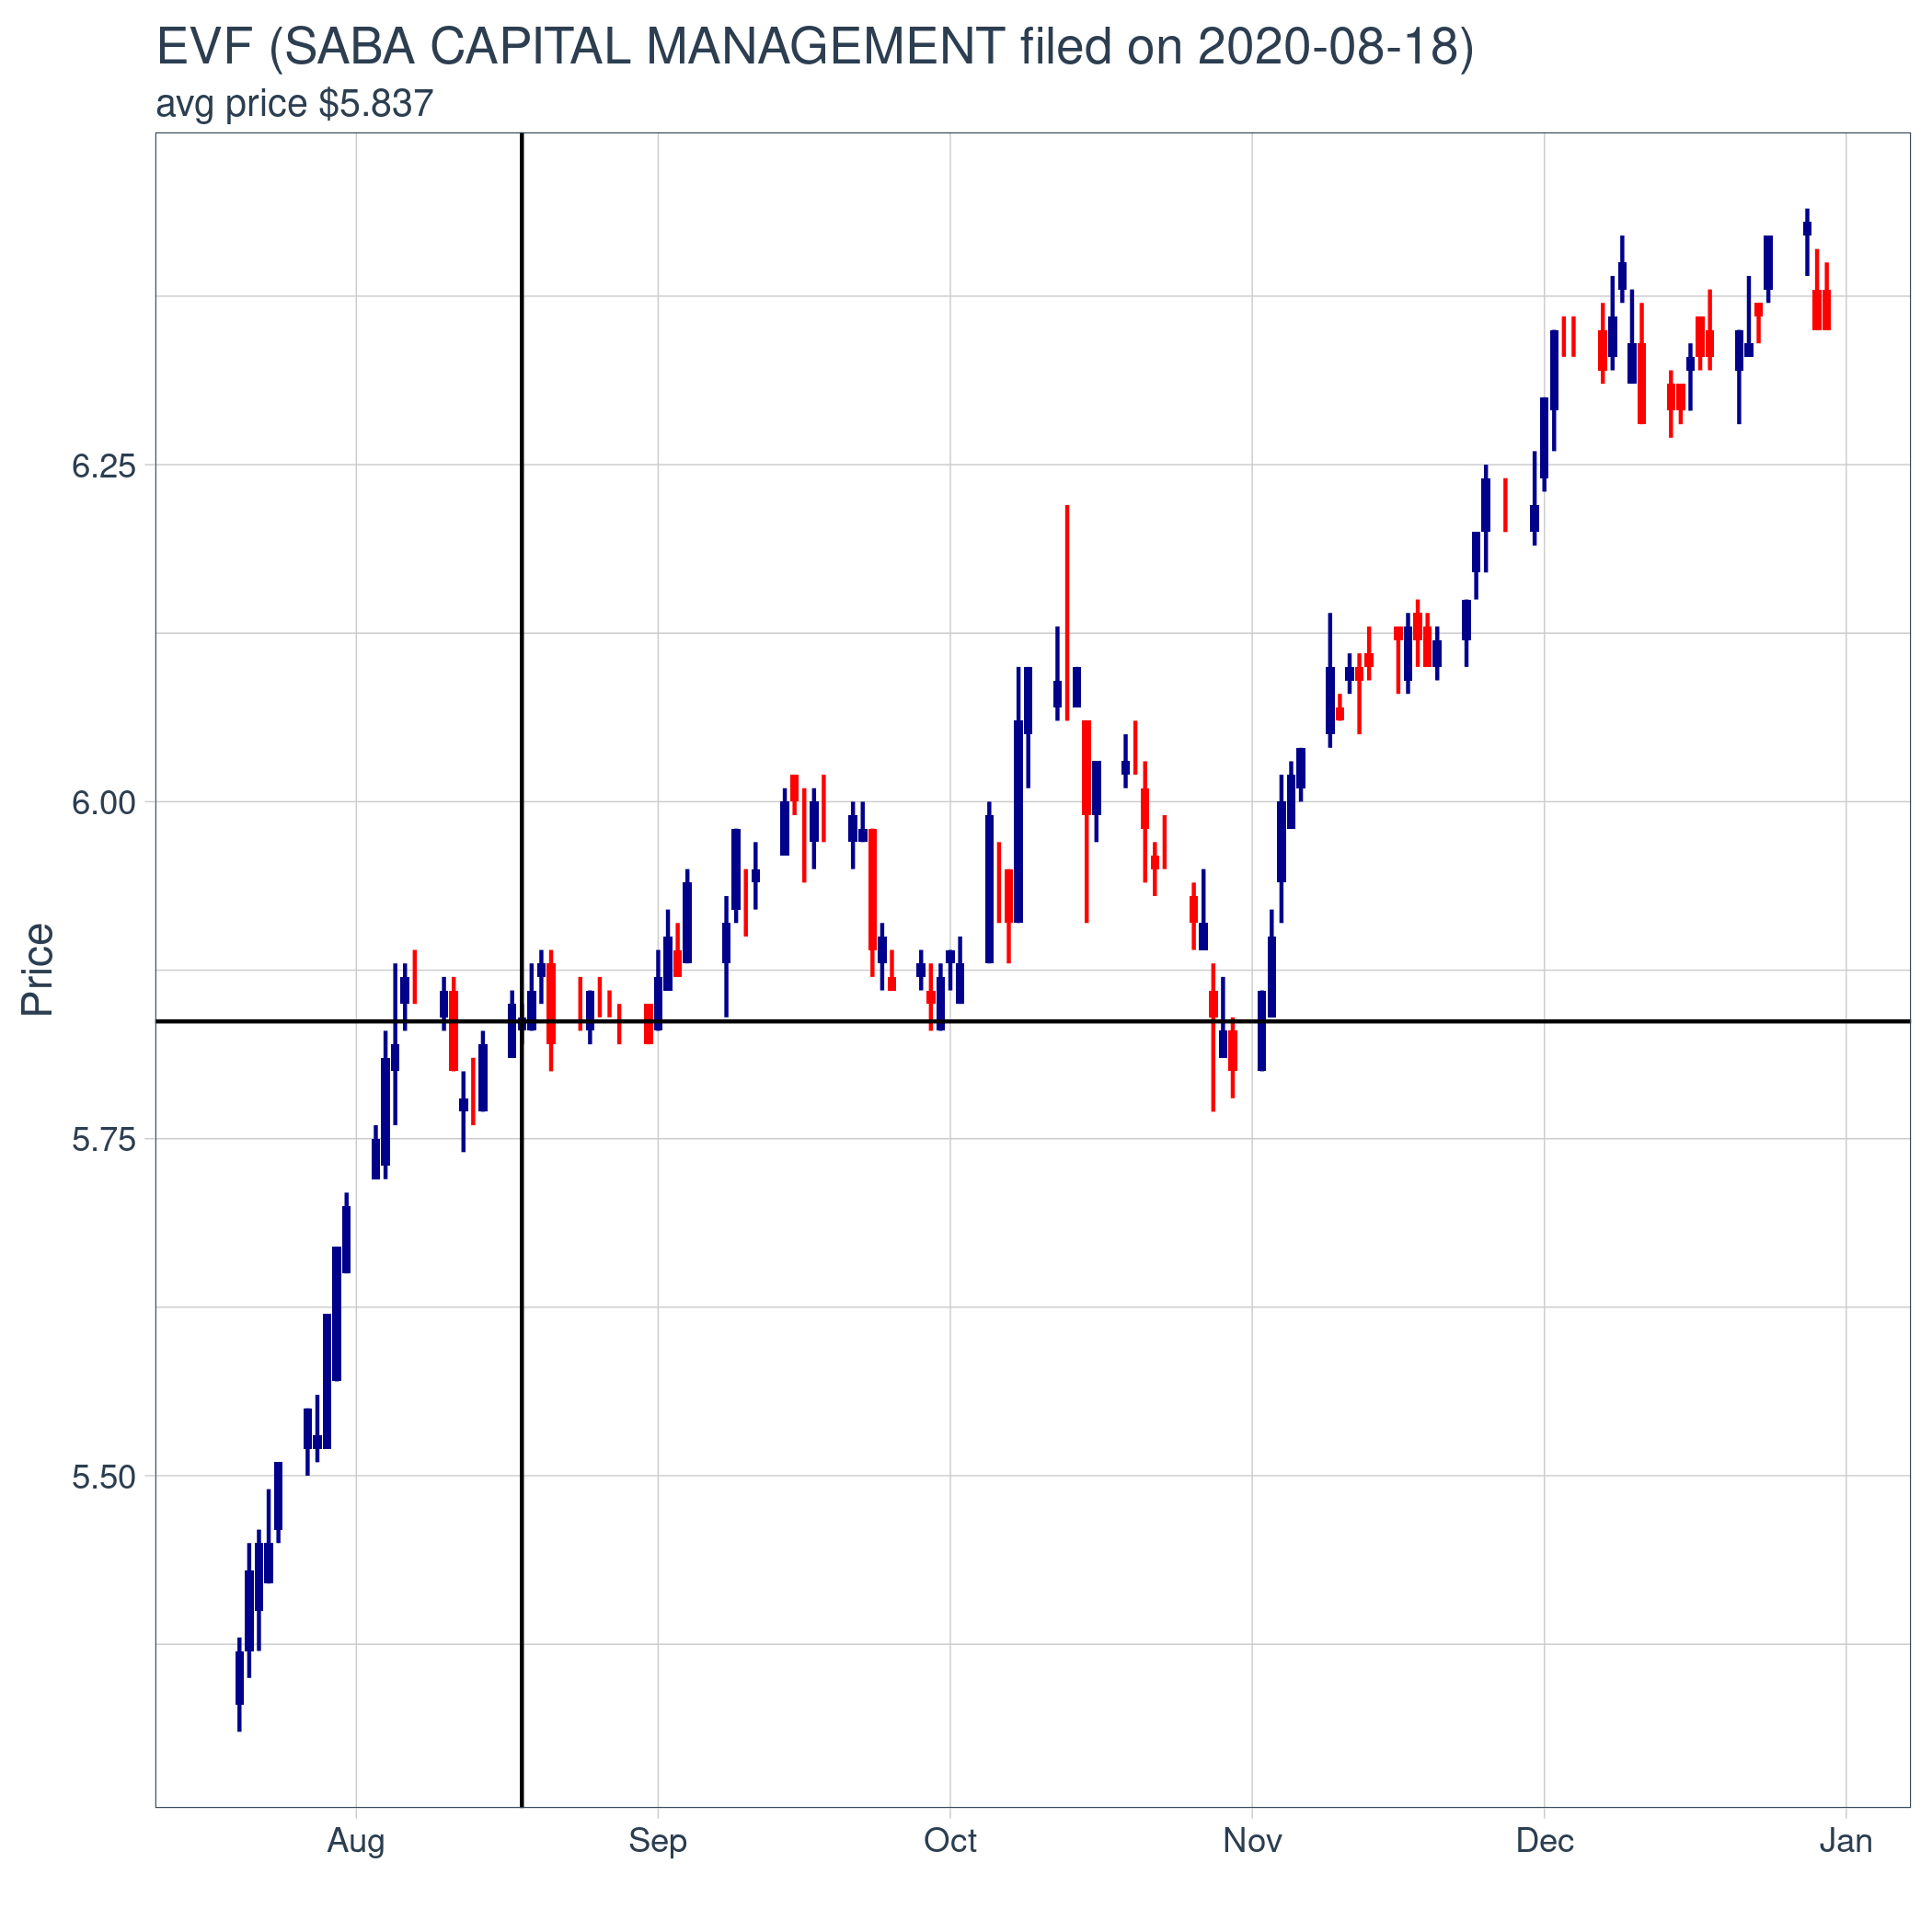 EVF (SABA CAPITAL MANAGEMENT filed on 2020-08-18)
avg price $5.837
Price
6.25
6.00
5.75
5.50
Aug Sep Oct Nov Dec Jan